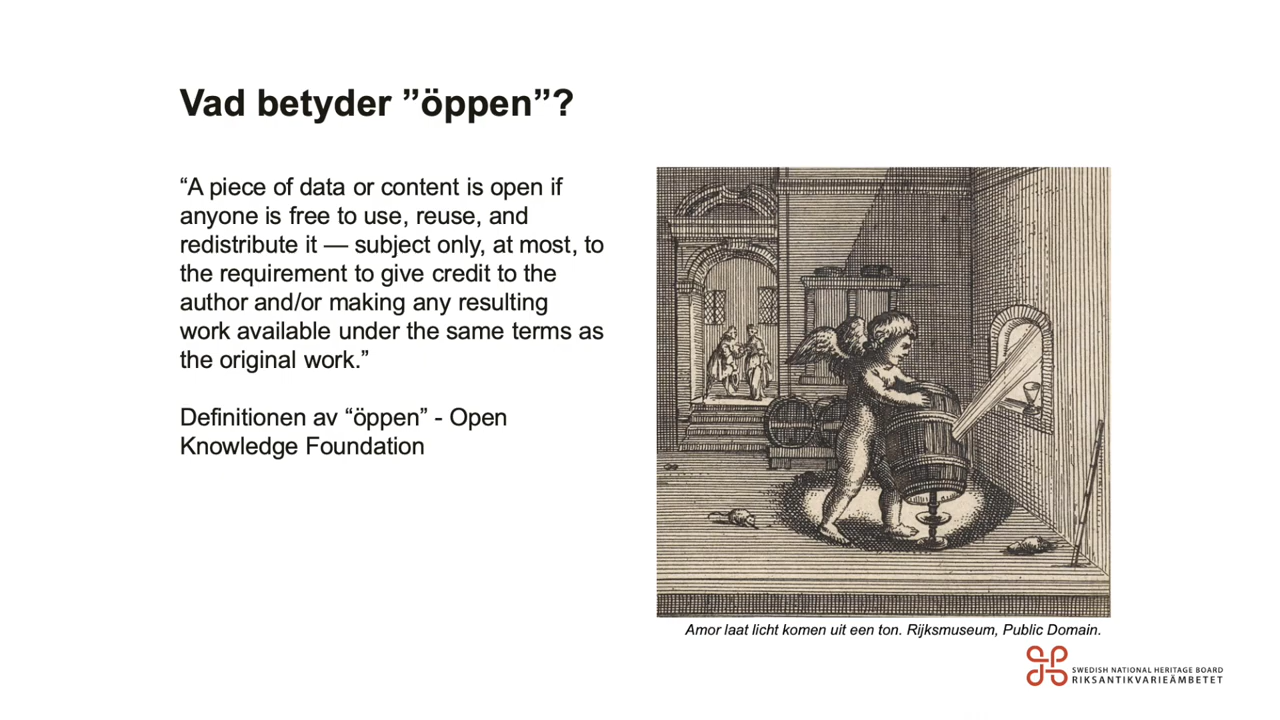 Vad betyder ”öppen”?
“A piece of data or content is open if
anyone is free to use, reuse, and
redistribute it — subject only, at most, to
the requirement to give credit to the
author and/or making any resulting
work available under the same terms as
the original work.”
Definitionen av “öppen” - Open
Knowledge Foundation
Amor laat licht komen uit een ton. Rijksmuseum, Public Domain.
SWEDISH NATIONAL HERITAGE BOARD
RIKSANTIKVARIEÄMBETET